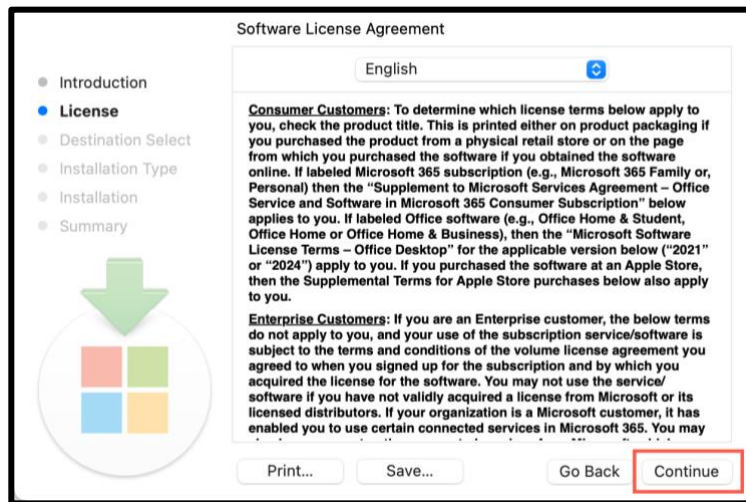 Software License Agreement
Introduction
License
Destination Select
Installation Type
Installation
Summary
English
Consumer Customers: To determine which license terms below apply to
you, check the product title. This is printed either on product packaging if
you purchased the product from a physical retail store or on the page
from which you purchased the software if you obtained the software
online. If labeled Microsoft 365 subscription (e.g., Microsoft 365 Family or,
Personal) then the “Supplement to Microsoft Services Agreement – Office
Service and Software in Microsoft 365 Consumer Subscription” below
applies to you. If labeled Office software (e.g., Office Home & Student,
Office Home or Office Home & Business), then the “Microsoft Software
License Terms – Office Desktop” for the applicable version below (“2021”
or “2024”) apply to you. If you purchased the software at an Apple Store,
then the Supplemental Terms for Apple Store purchases below also apply
to you.
Enterprise Customers: If you are an Enterprise customer, the below terms
do not apply to you, and your use of the subscription service/software is
subject to the terms and conditions of the volume license agreement you
agreed to when you signed up for the subscription and by which you
acquired the license for the software. You may not use the service/
software if you have not validly acquired a license from Microsoft or its
licensed distributors. If your organization is a Microsoft customer, it has
enabled you to use certain connected services in Microsoft 365. You may
Print...
Save...
Go Back
Continue